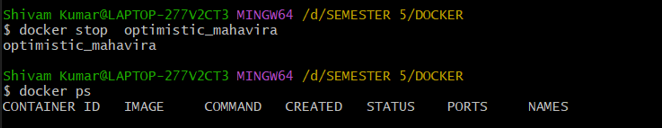 Shivam Kumar@LAPTOP-277V2CT3 MINGW64 /d/SEMESTER 5/DOCKER
$ docker stop  optimistic_mahavira
optimistic_mahavira

Shivam Kumar@LAPTOP-277V2CT3 MINGW64 /d/SEMESTER 5/DOCKER
$ docker ps
CONTAINER ID   IMAGE     COMMAND   CREATED   STATUS    PORTS     NAMES